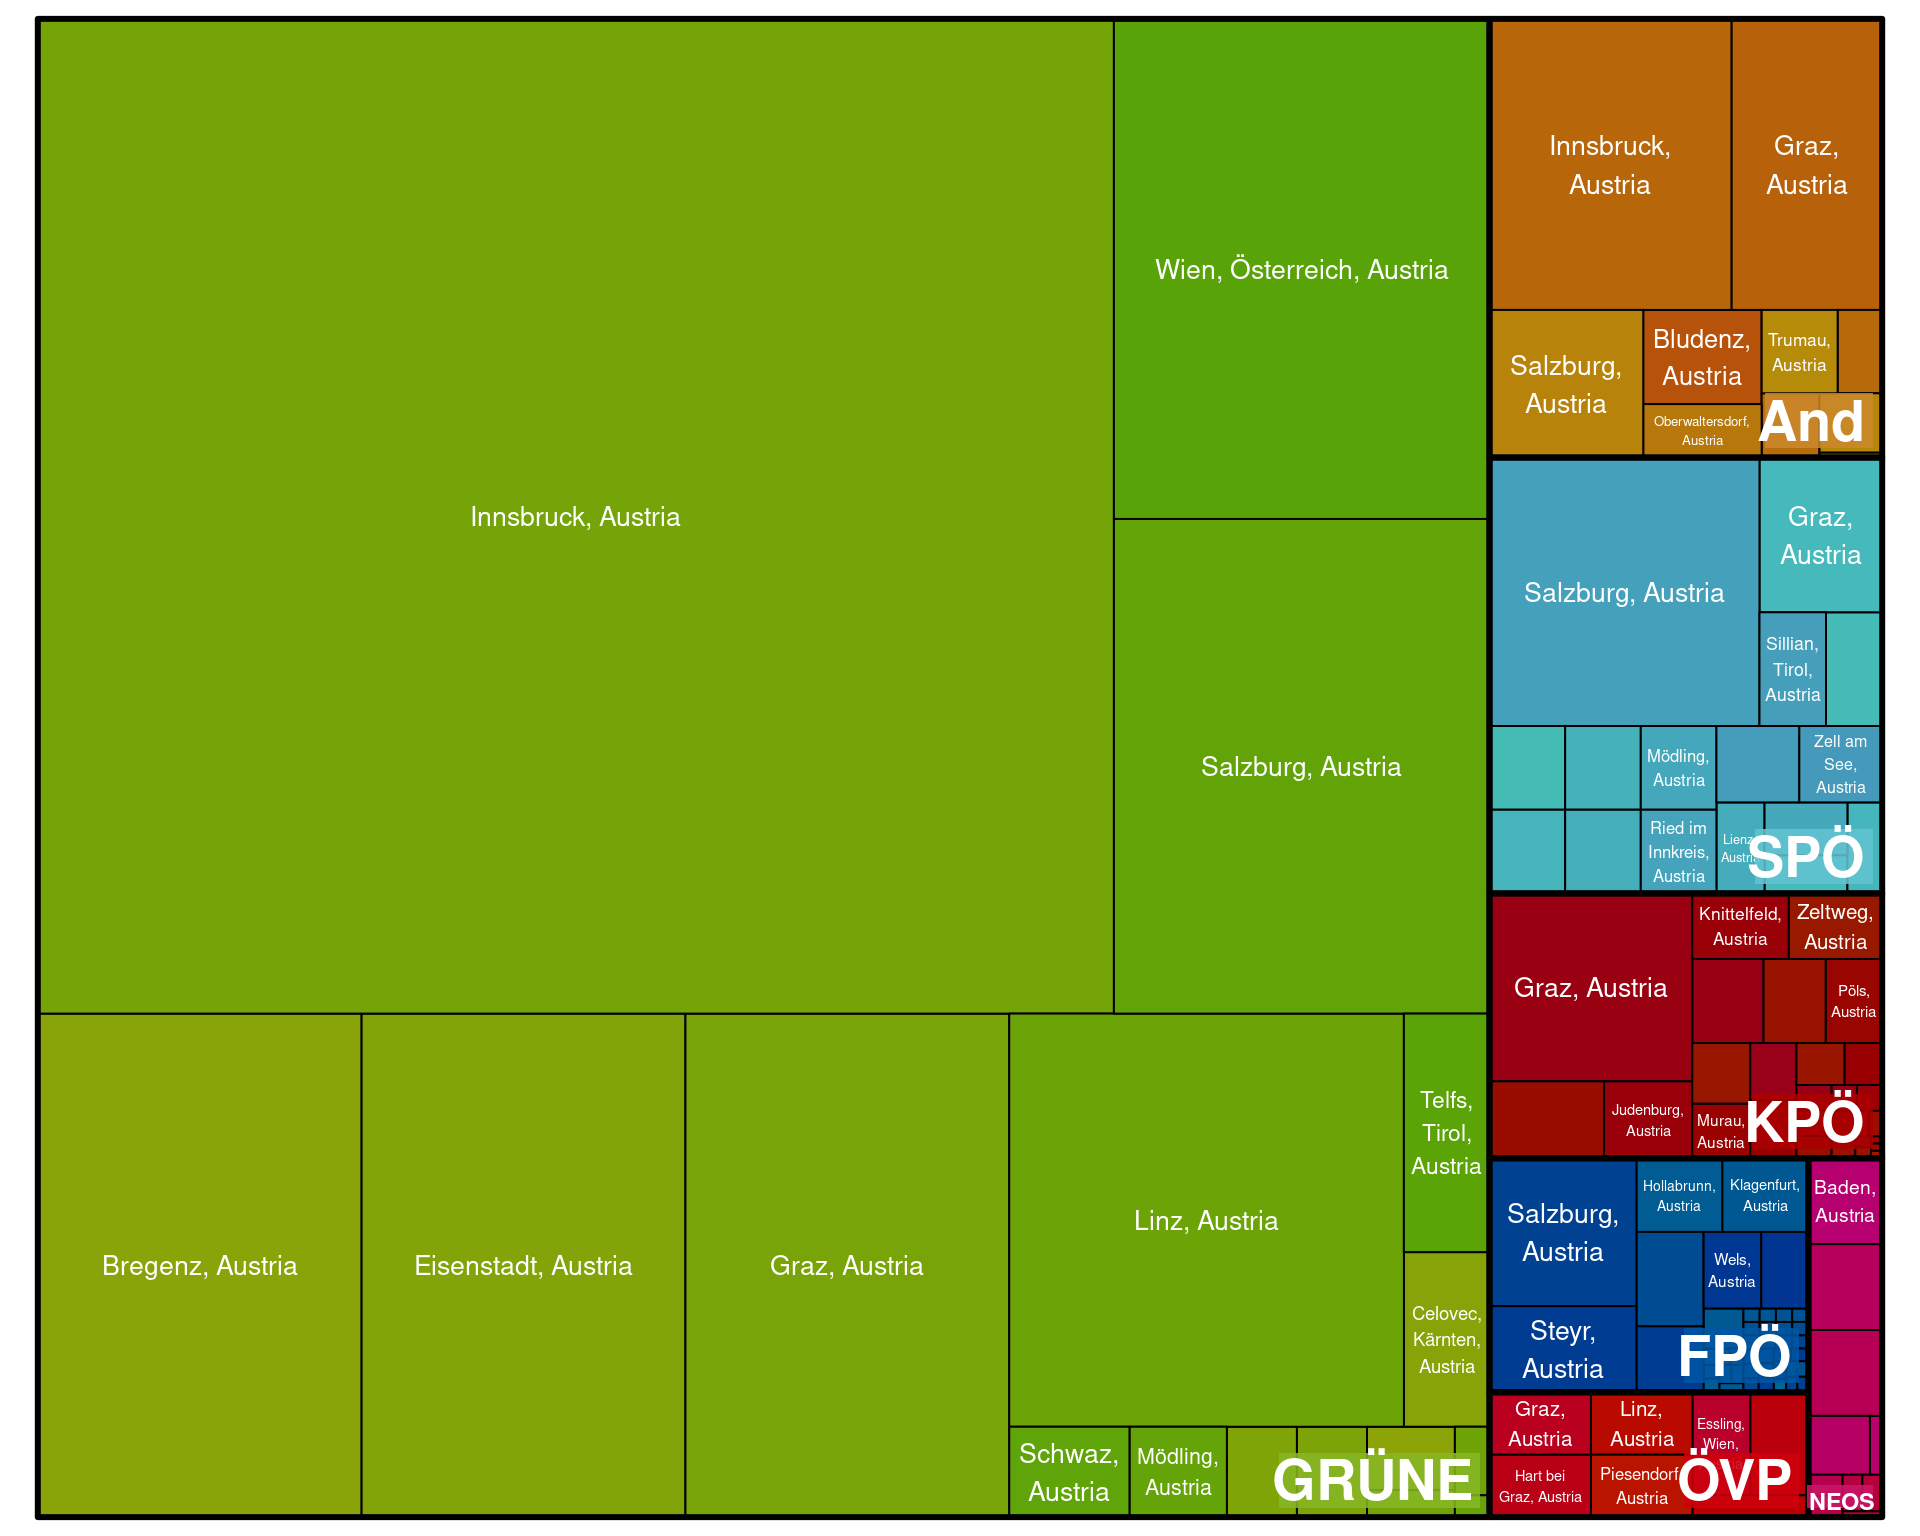 Innsbruck, Austria
Wien, Österreich, Austria
Salzburg, Austria
Bregenz, Austria
Eisenstadt, Austria
Graz, Austria
Linz, Austria
Telfs,
Tirol,
Austria
Celovec,
Kärnten,
Austria
Schwaz,
Austria
Mödling,
Austria
GRÜNE
Innsbruck,
Austria
Graz,
Austria
Salzburg,
Austria
Bludenz,
Austria
Trumau,
Austria
Oberwaltersdorf,
Austria
And
Salzburg, Austria
Graz,
Austria
Sillian,
Tirol,
Austria
Mödling,
Austria
Zell am
See,
Austria
Ried im
Innkreis,
Austria
Lienz,
Austria
SPÖ
Graz, Austria
Knittelfeld,
Austria
Zeltweg,
Austria
Pöls,
Austria
Judenburg,
Austria
Murau,
Austria
KPÖ
Salzburg,
Austria
Hollabrunn,
Austria
Klagenfurt,
Austria
Wels,
Austria
Steyr,
Austria
FPÖ
Baden,
Austria
NEOS
Graz,
Austria
Linz,
Austria
Essling,
Wien,
Hart bei
Graz, Austria
Piesendorf,
Austria
ÖVP